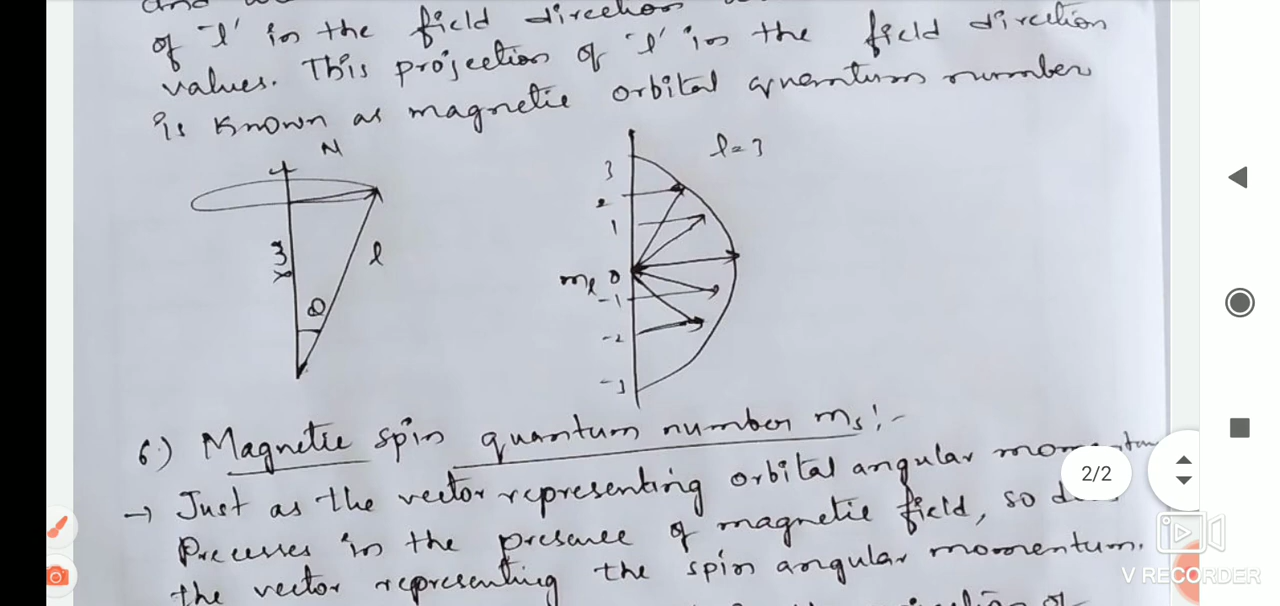 of 'l' in the field direction
values. This projection of 'l' in the field direction
is known as magnetic orbital quantum number
l=3
3
2
1
mℓ 0
-1
-2
-3
l
θ
6.) Magnetic spin quantum number ms:-
→ Just as the vector representing orbital angular momentum
Precesses in the presence of magnetic field, so does
the vector representing the spin angular momentum.
2/2
V RECORDER